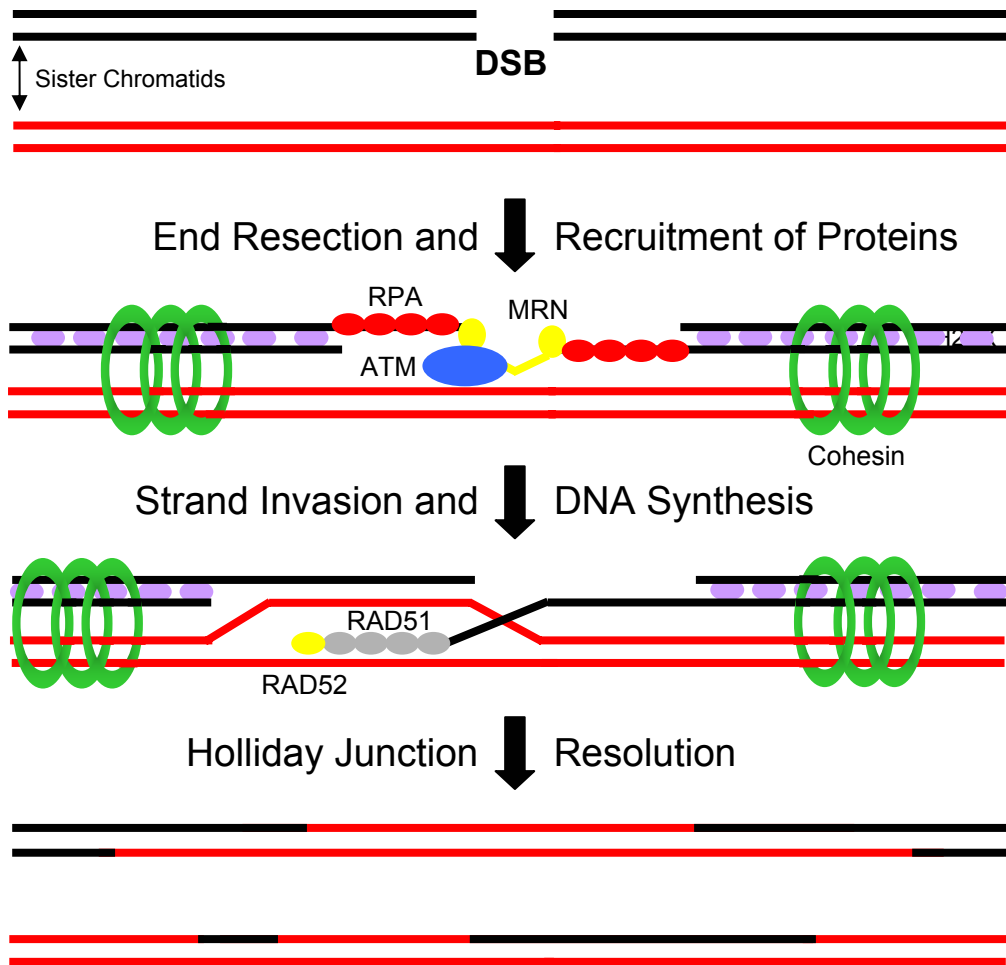 DSB
Sister Chromatids
End Resection and Recruitment of Proteins
RPA
MRN
ATM
Cohesin
Strand Invasion and DNA Synthesis
RAD51
RAD52
Holliday Junction Resolution